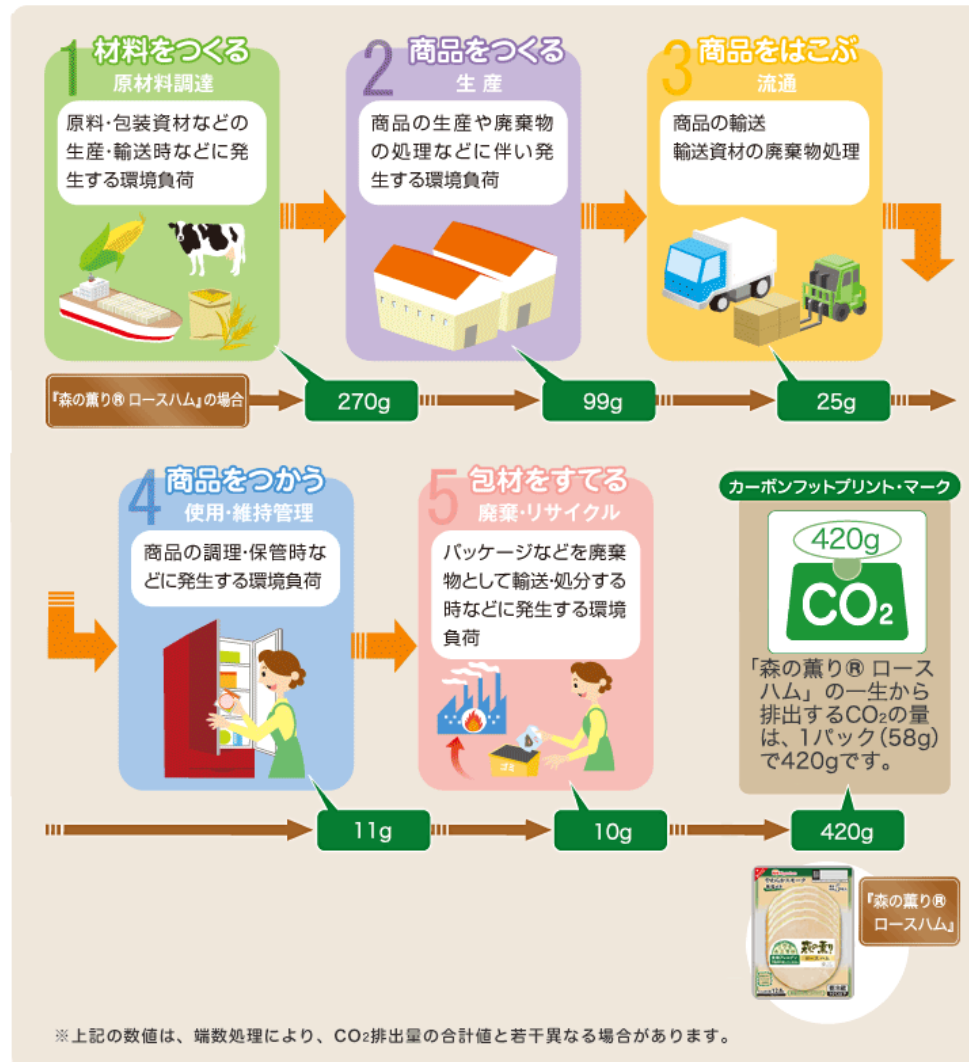 1 材料をつくる
原材料調達
原料・包装資材などの
生産・輸送時などに発
生する環境負荷
2 商品をつくる
生産
商品の生産や廃棄物
の処理などに伴い発
生する環境負荷
3 商品をはこぶ
流通
商品の輸送
輸送資材の廃棄物処理
『森の薫り® ロースハム』の場合
270g
99g
25g
4 商品をつかう
使用・維持管理
商品の調理・保管時な
どに発生する環境負荷
5 包材をすてる
廃棄・リサイクル
パッケージなどを廃棄
物として輸送・処分する
時などに発生する環境
負荷
ゴミ
カーボンフットプリント・マーク
420g
CO2
「森の薫り® ロース
ハム」の一生から
排出するCO2の量
は、1パック(58g)
で420gです。
11g
10g
420g
森の薫り
ロースハム
『森の薫り®
ロースハム』
※上記の数値は、端数処理により、CO2排出量の合計値と若干異なる場合があります。